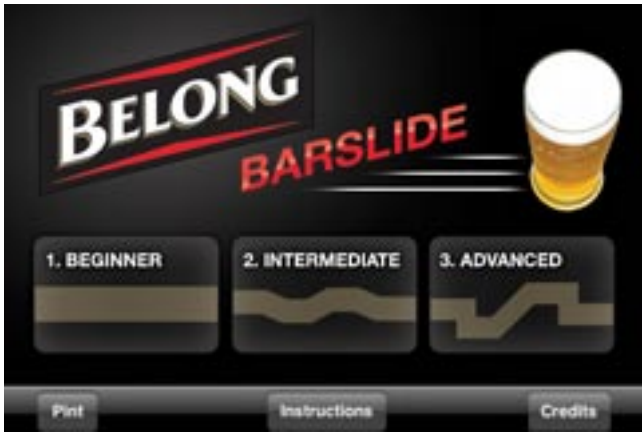 BELONG
BARSLIDE
1. BEGINNER
2. INTERMEDIATE
3. ADVANCED
Pint
Instructions
Credits